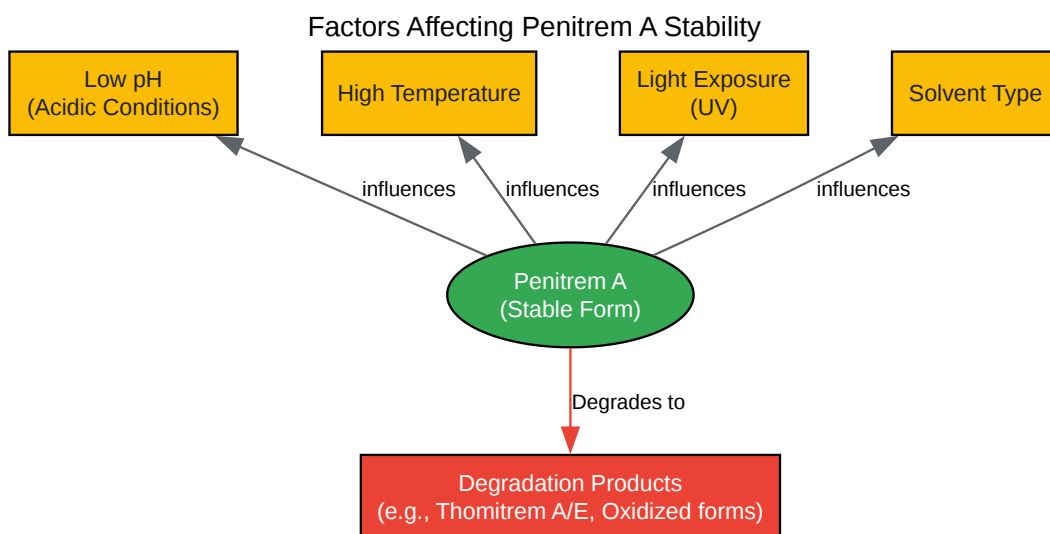 Factors Affecting Penitrem A Stability
Low pH
(Acidic Conditions)
High Temperature
Light Exposure
(UV)
Solvent Type
influences
influences
influences
influences
Penitrem A
(Stable Form)
Degrades to
Degradation Products
(e.g., Thomitrem A/E, Oxidized forms)